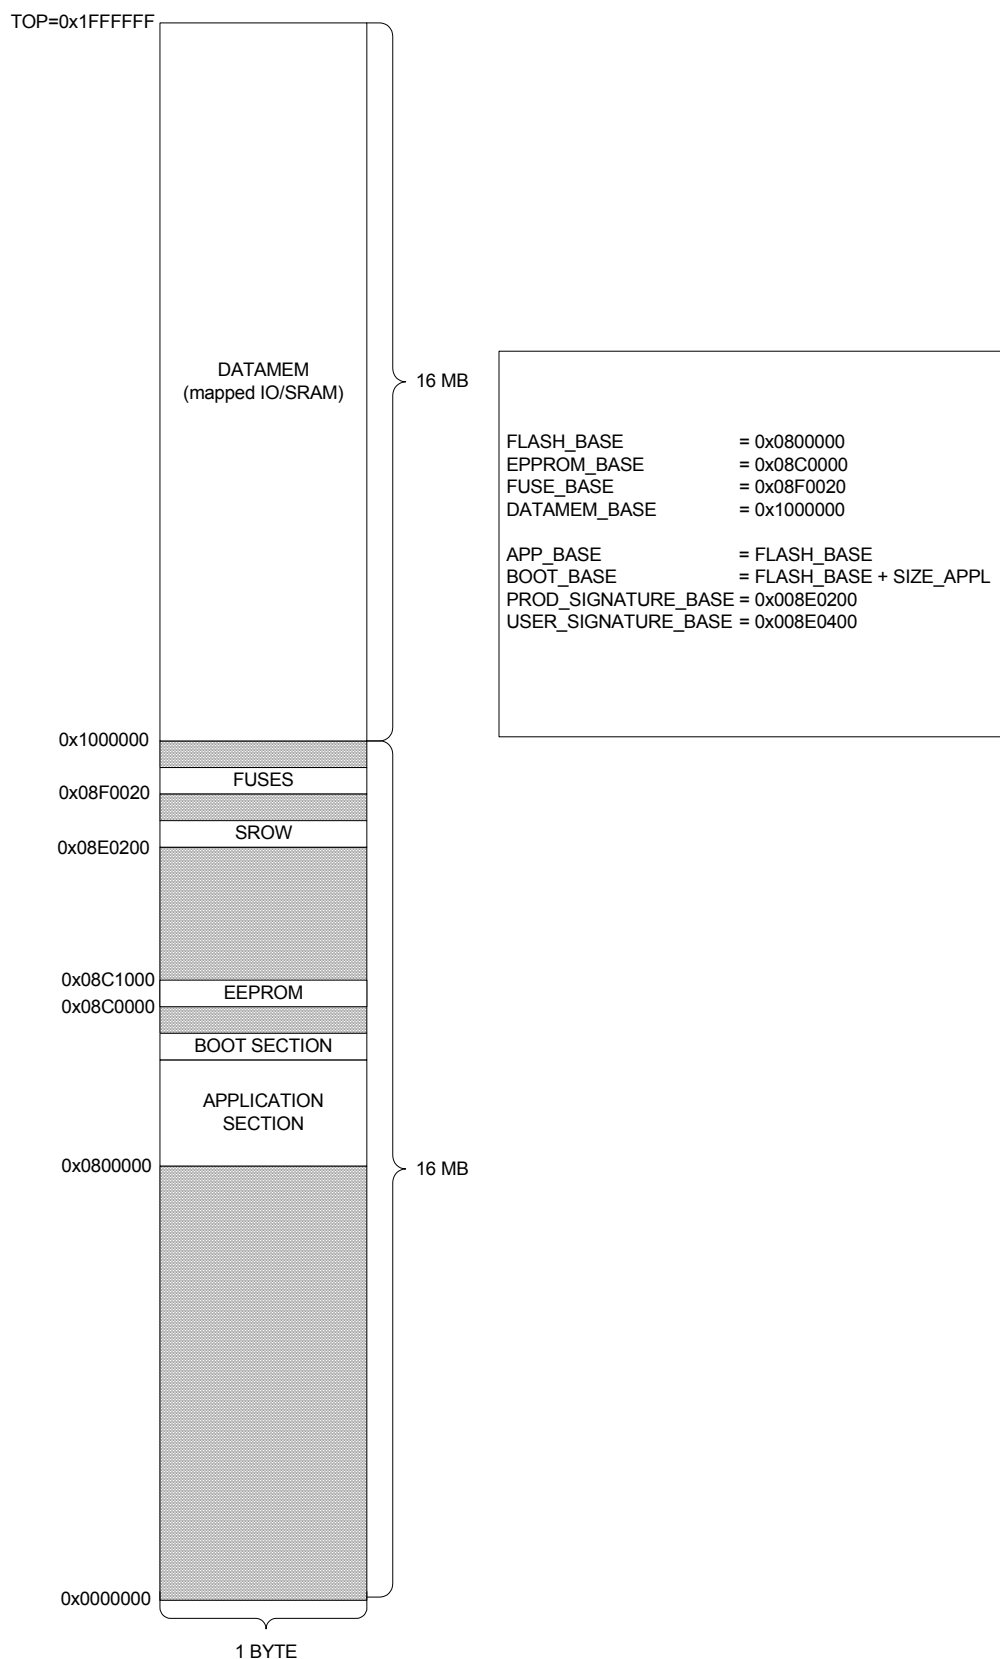 TOP=0x1FFFFFF
DATAMEM
(mapped IO/SRAM)
16 MB
FLASH_BASE = 0x0800000
EPPROM_BASE = 0x08C0000
FUSE_BASE = 0x08F0020
DATAMEM_BASE = 0x1000000
APP_BASE = FLASH_BASE
BOOT_BASE = FLASH_BASE + SIZE_APPL
PROD_SIGNATURE_BASE = 0x008E0200
USER_SIGNATURE_BASE = 0x008E0400
0x1000000
FUSES
0x08F0020
SROW
0x08E0200
0x08C1000
EEPROM
0x08C0000
BOOT SECTION
APPLICATION
SECTION
0x0800000
16 MB
0x0000000
1 BYTE